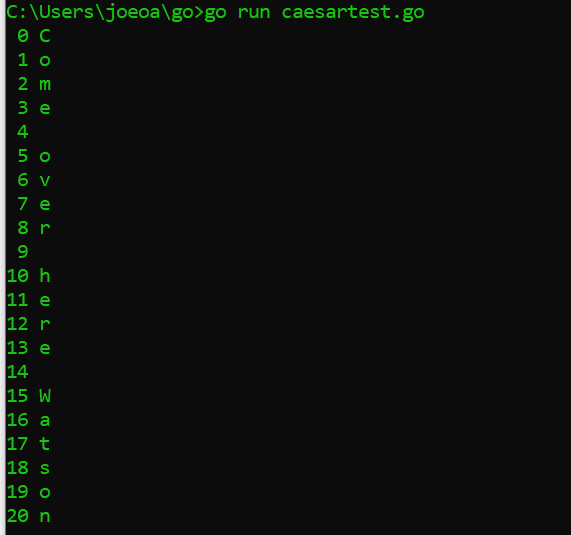 C:\Users\joeoa\go>go run caesartest.go
 0 C
 1 o
 2 m
 3 e
 4
 5 o
 6 v
 7 e
 8 r
 9
10 h
11 e
12 r
13 e
14
15 W
16 a
17 t
18 s
19 o
20 n